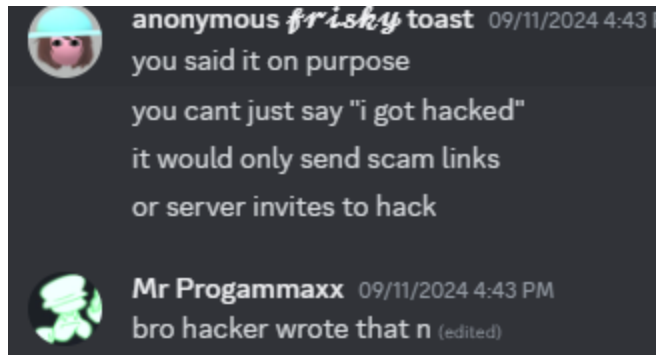 anonymous 𝒻𝓇𝒾𝓈𝓀𝓎 toast 09/11/2024 4:43
you said it on purpose
you cant just say "i got hacked"
it would only send scam links
or server invites to hack
Mr Progammaxx 09/11/2024 4:43 PM
bro hacker wrote that n (edited)